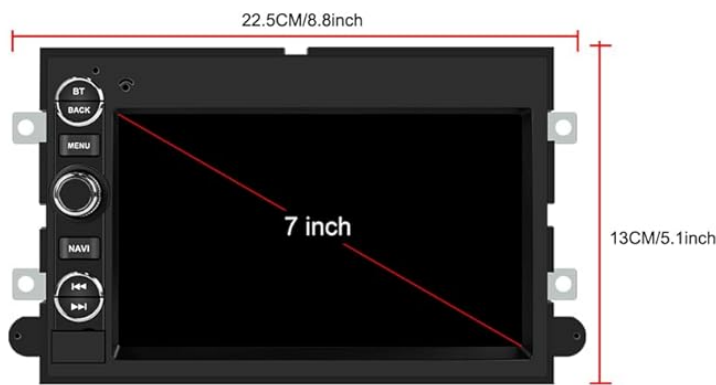 22.5CM/8.8inch
BT
BACK
MENU
7 inch
13CM/5.1inch
NAVI